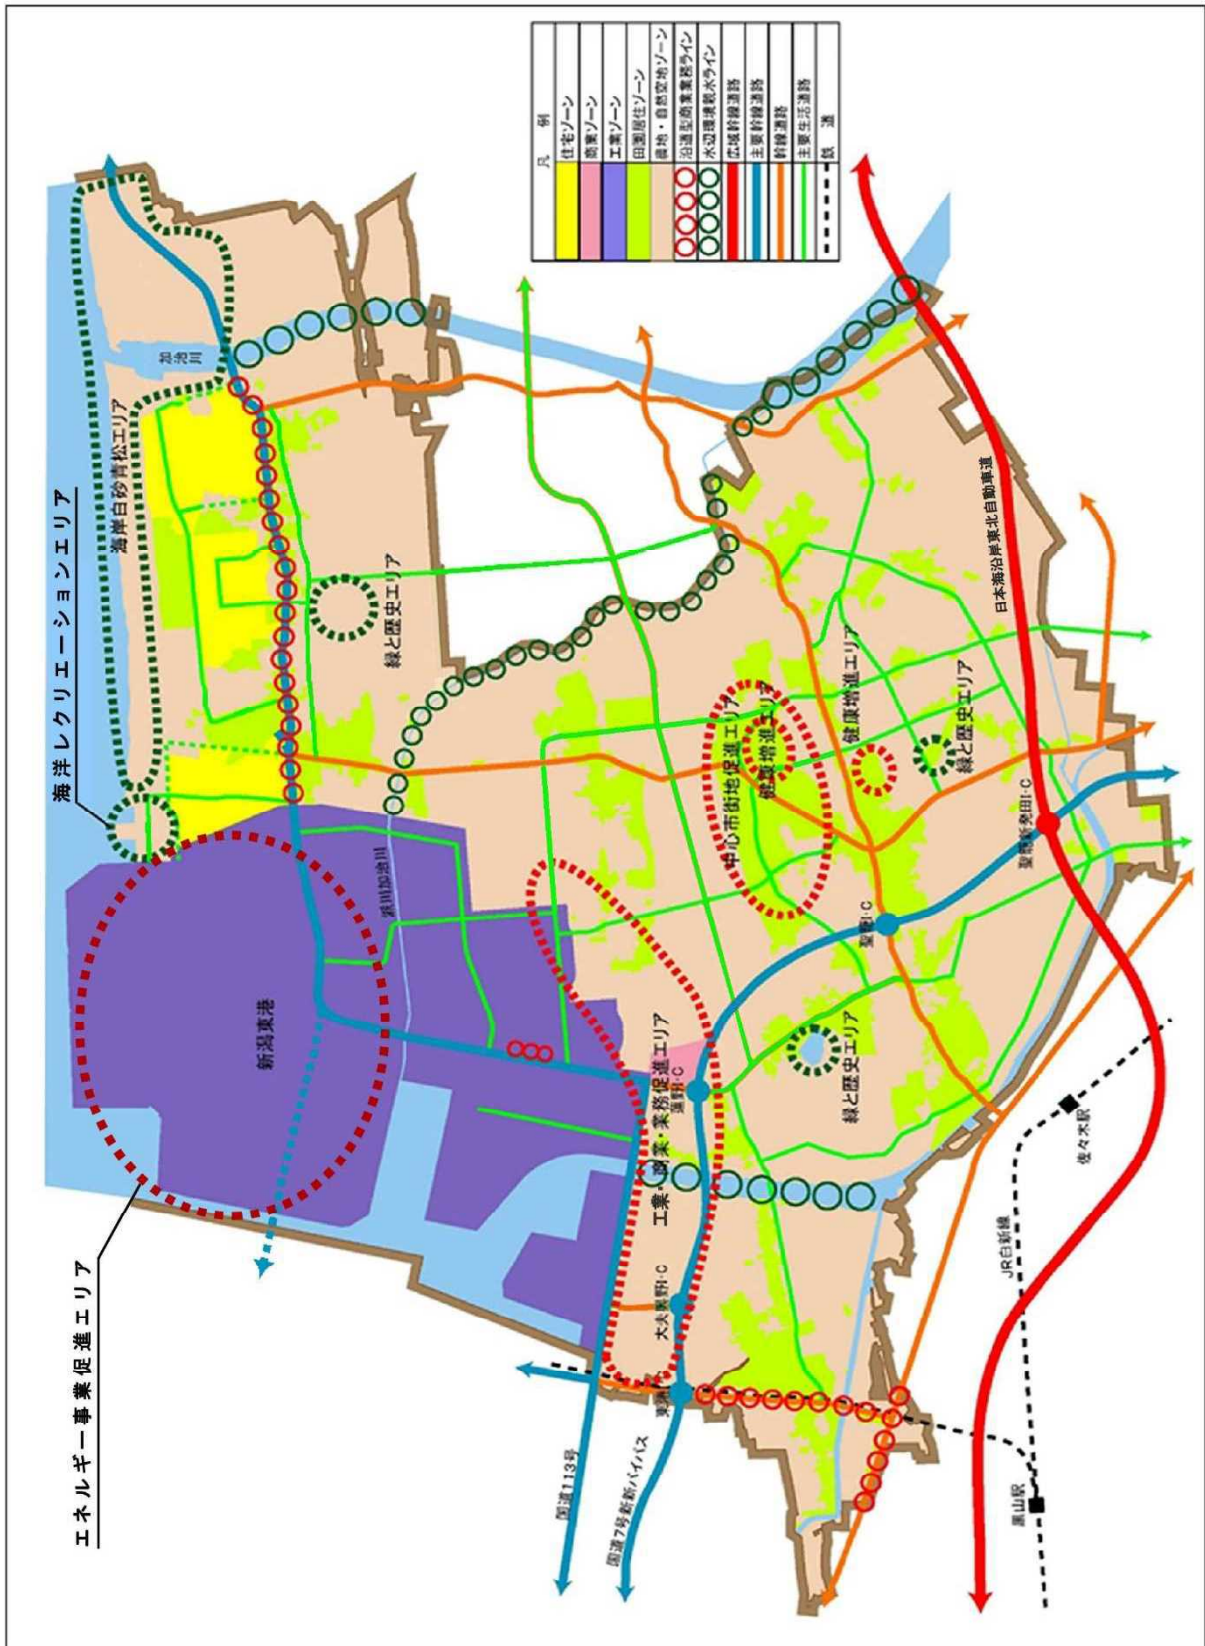 凡 例
住宅ゾーン
商業ゾーン
工業ゾーン
田園居住ゾーン
農地・自然空地ゾーン
沿道型商業業務ライン
水辺環境親水ライン
広域幹線道路
主要幹線道路
幹線道路
主要生活道路
鉄 道
エネルギー事業促進エリア
海洋レクリエーションエリア
海岸白砂青松エリア
加治川
新潟東港
派川加治川
緑と歴史エリア
国道113号
国道7号新新バイパス
工業・商業・業務促進エリア
蓮野I・C
大夫興野I・C
中心市街地促進エリア
健康増進エリア
健康増進エリア
緑と歴史エリア
緑と歴史エリア
聖籠I・C
聖籠新発田I・C
日本海沿岸東北自動車道
JR白新線
佐々木駅
黒山駅